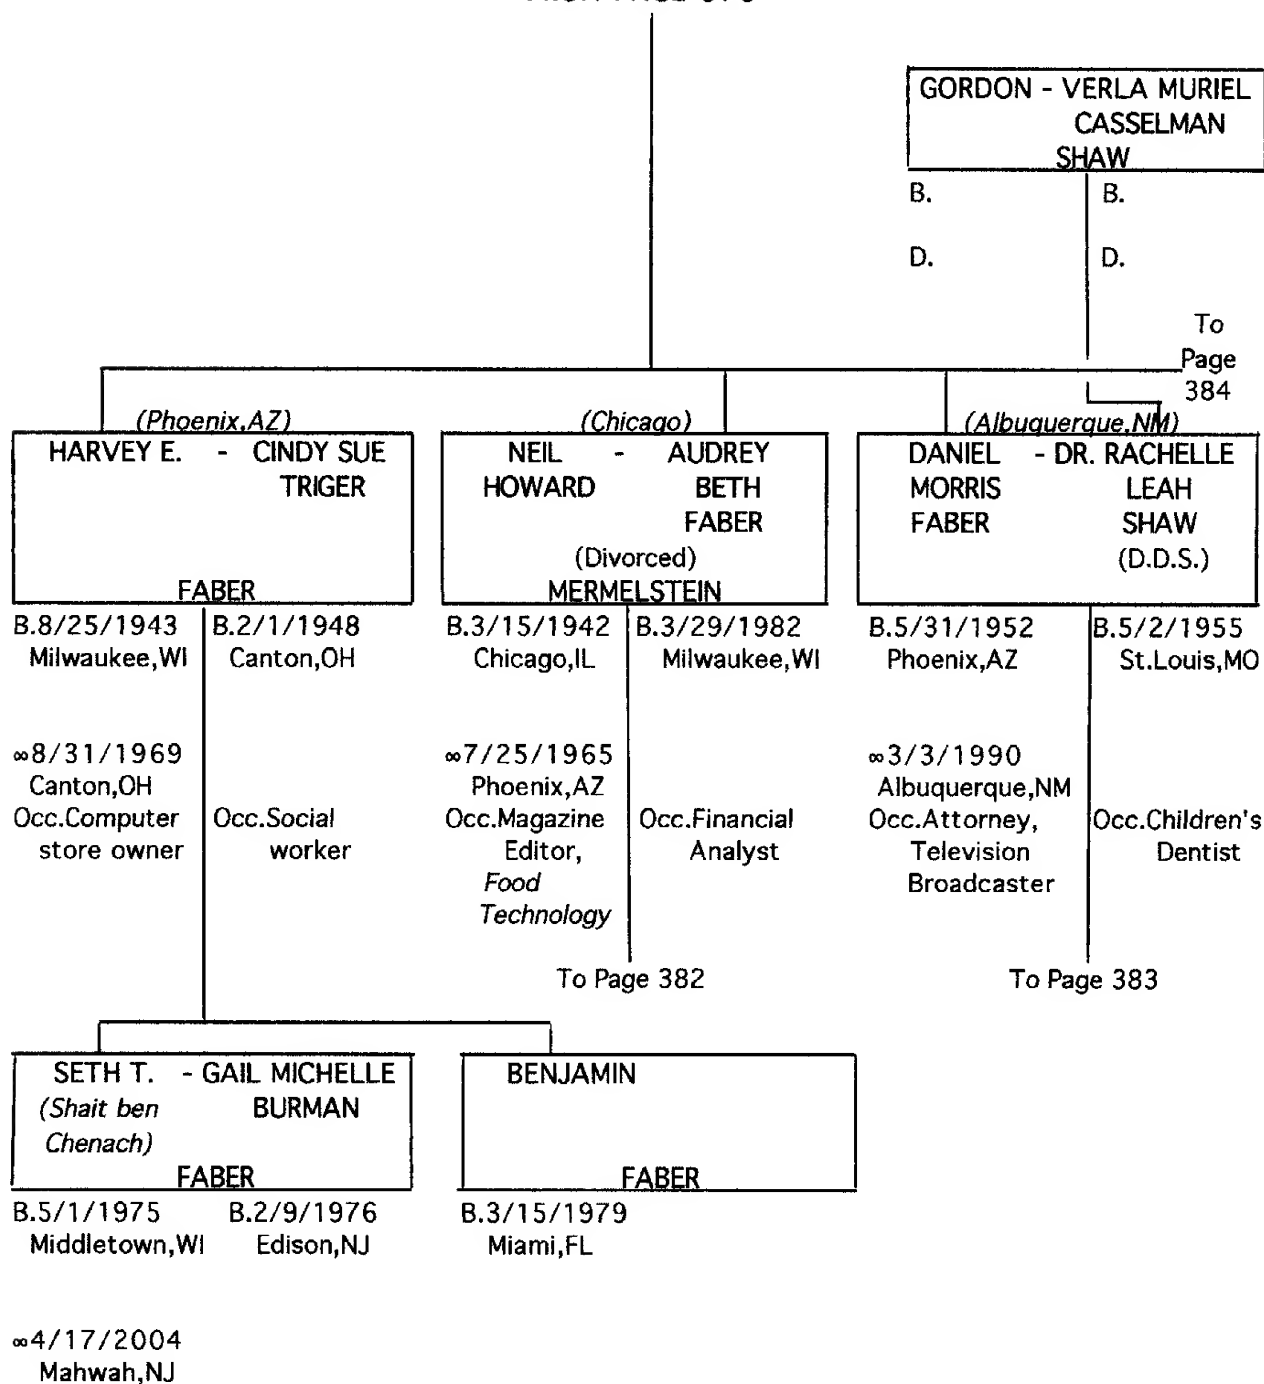 GORDON - VERLA MURIEL
CASSELMAN
SHAW
B. B.
D. D.
To
Page
384
(Phoenix,AZ)
HARVEY E. - CINDY SUE
TRIGER
FABER
B.8/25/1943 B.2/1/1948
Milwaukee,WI Canton,OH
∞8/31/1969
Canton,OH
Occ.Computer Occ.Social
store owner worker
(Chicago)
NEIL - AUDREY
HOWARD BETH
FABER
(Divorced)
MERMELSTEIN
B.3/15/1942 B.3/29/1982
Chicago,IL Milwaukee,WI
∞7/25/1965
Phoenix,AZ
Occ.Magazine Occ.Financial
Editor, Analyst
Food
Technology
To Page 382
(Albuquerque,NM)
DANIEL - DR. RACHELLE
MORRIS LEAH
FABER SHAW
(D.D.S.)
B.5/31/1952 B.5/2/1955
Phoenix,AZ St.Louis,MO
∞3/3/1990
Albuquerque,NM
Occ.Attorney, Occ.Children's
Television Dentist
Broadcaster
To Page 383
SETH T. - GAIL MICHELLE
(Shait ben BURMAN
Chenach)
FABER
B.5/1/1975 B.2/9/1976
Middletown,WI Edison,NJ
∞4/17/2004
Mahwah,NJ
BENJAMIN
FABER
B.3/15/1979
Miami,FL